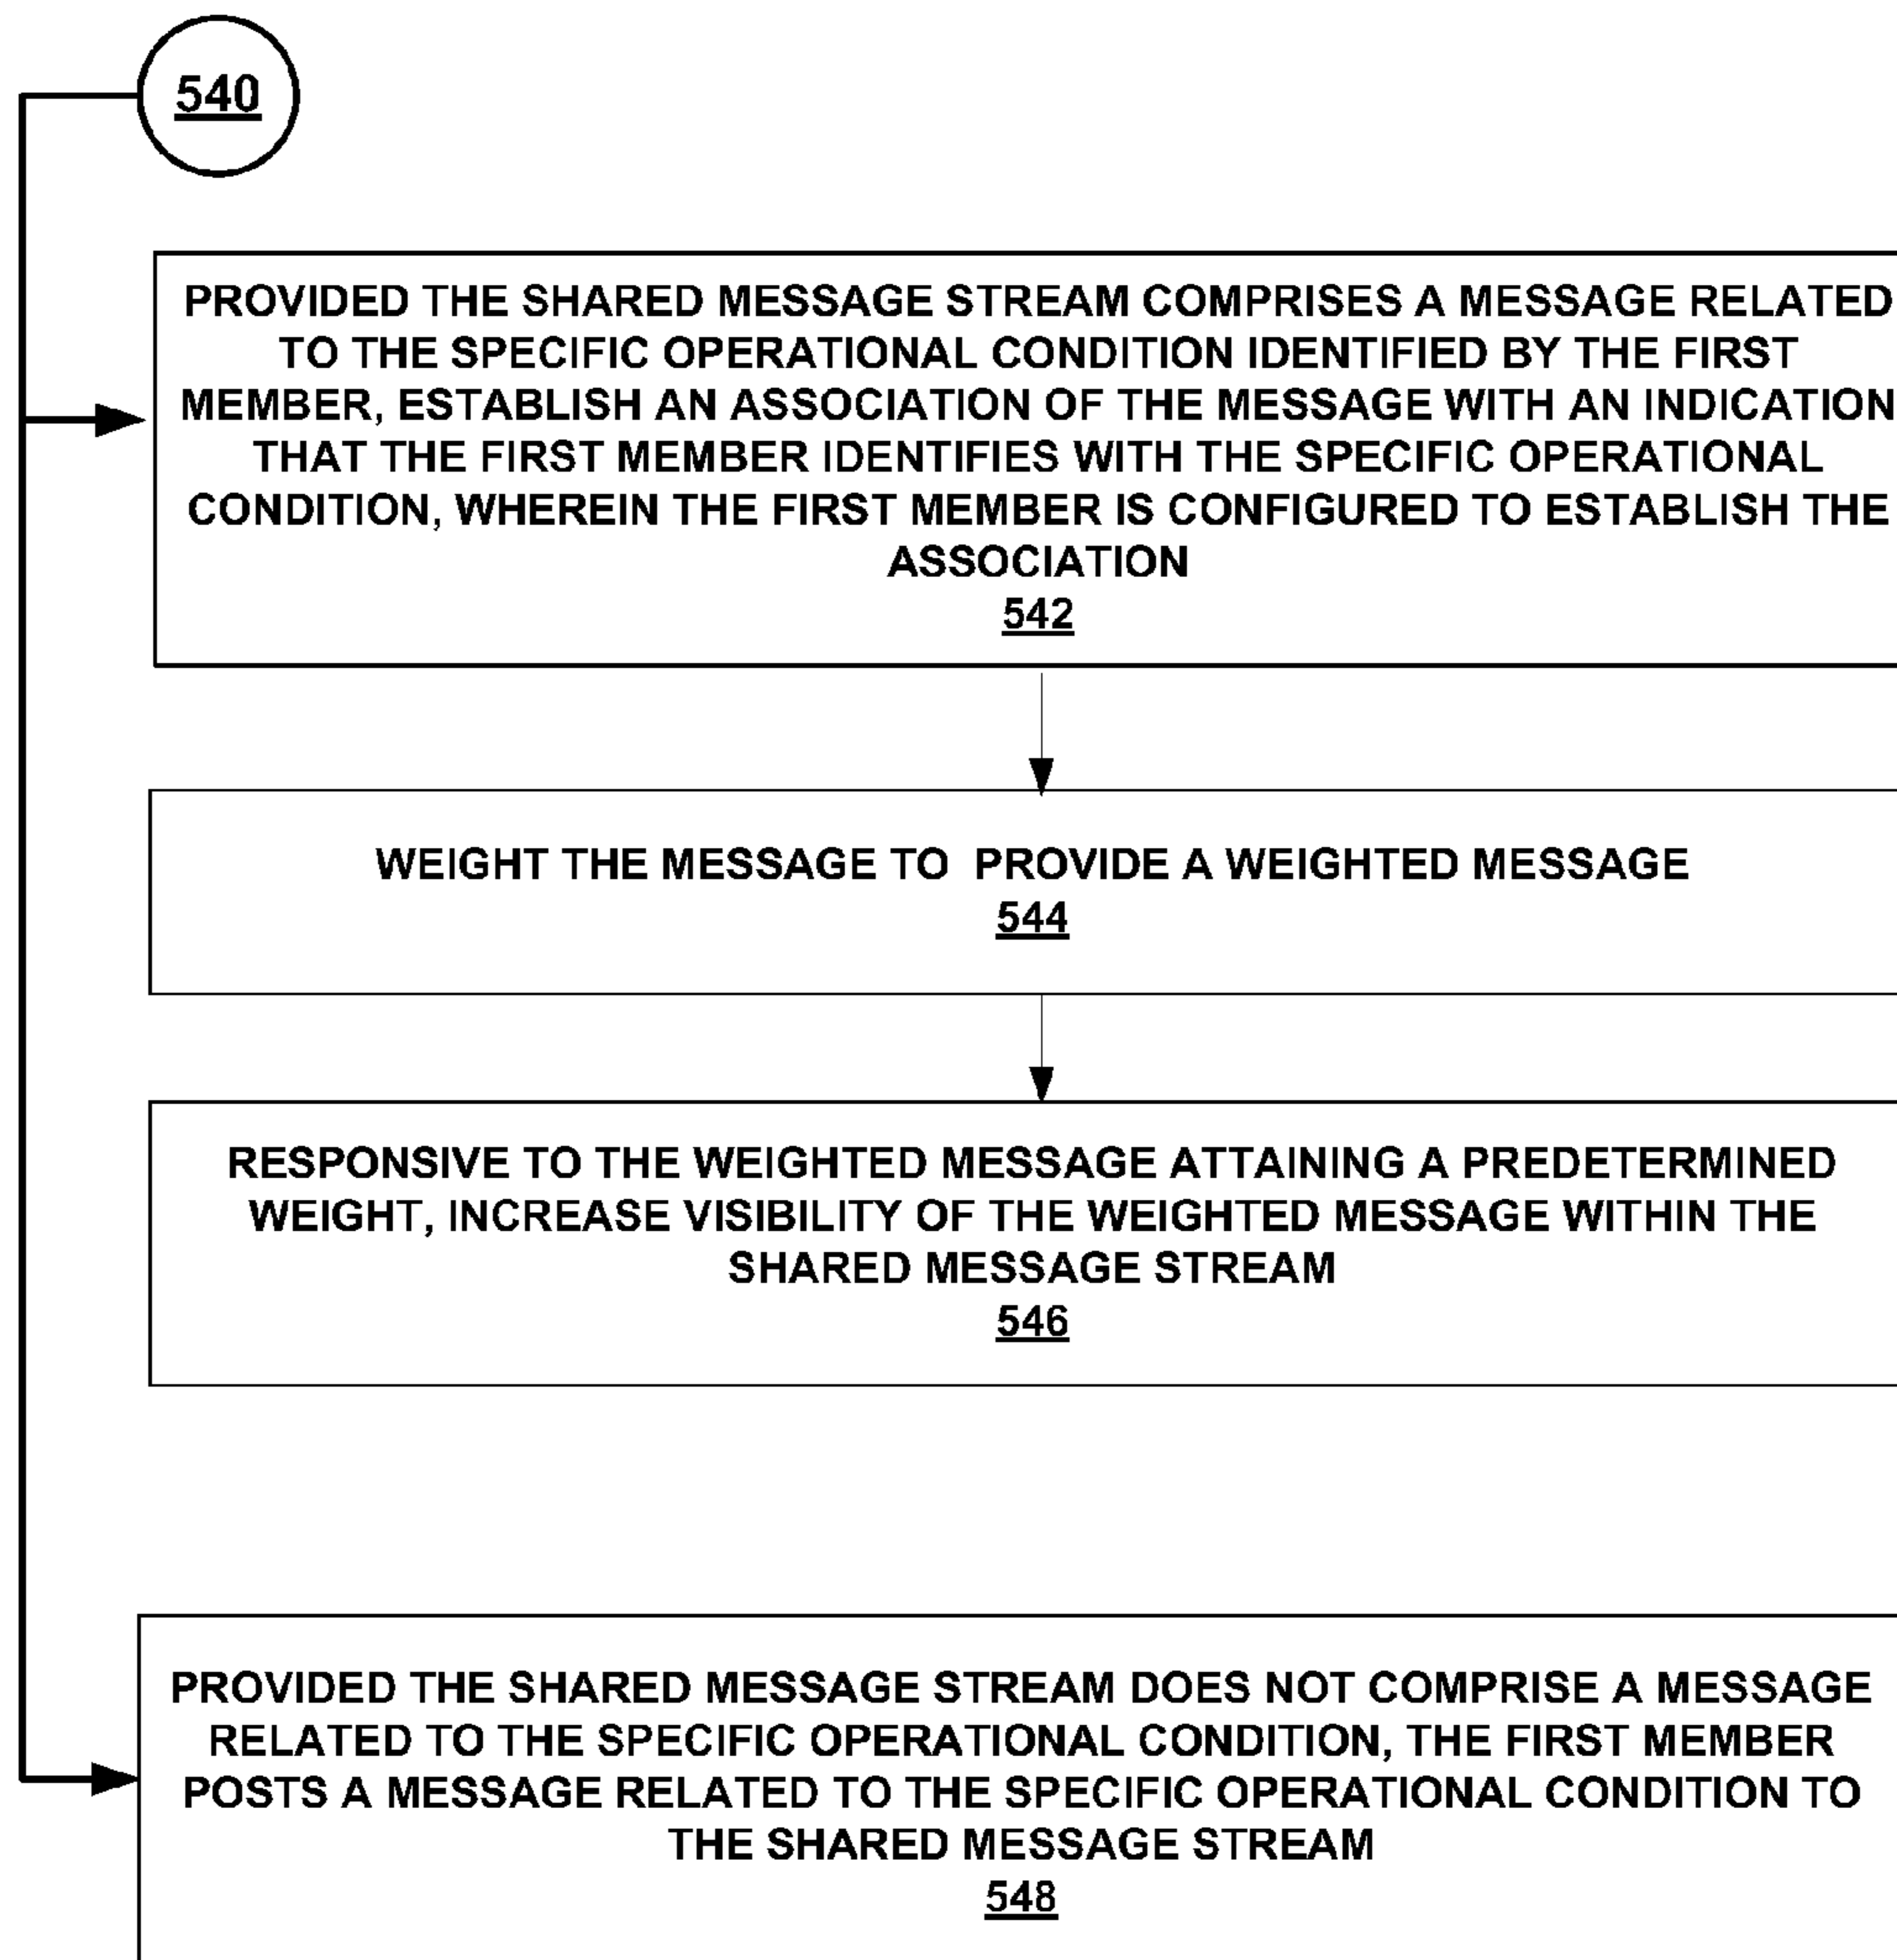 540
PROVIDED THE SHARED MESSAGE STREAM COMPRISES A MESSAGE RELATED
TO THE SPECIFIC OPERATIONAL CONDITION IDENTIFIED BY THE FIRST
MEMBER, ESTABLISH AN ASSOCIATION OF THE MESSAGE WITH AN INDICATION
THAT THE FIRST MEMBER IDENTIFIES WITH THE SPECIFIC OPERATIONAL
CONDITION, WHEREIN THE FIRST MEMBER IS CONFIGURED TO ESTABLISH THE
ASSOCIATION
542
WEIGHT THE MESSAGE TO PROVIDE A WEIGHTED MESSAGE
544
RESPONSIVE TO THE WEIGHTED MESSAGE ATTAINING A PREDETERMINED
WEIGHT, INCREASE VISIBILITY OF THE WEIGHTED MESSAGE WITHIN THE
SHARED MESSAGE STREAM
546
PROVIDED THE SHARED MESSAGE STREAM DOES NOT COMPRISE A MESSAGE
RELATED TO THE SPECIFIC OPERATIONAL CONDITION, THE FIRST MEMBER
POSTS A MESSAGE RELATED TO THE SPECIFIC OPERATIONAL CONDITION TO
THE SHARED MESSAGE STREAM
548